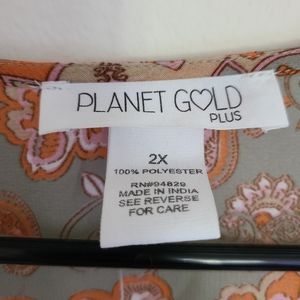 PLANET GOLD
PLUS
2X
100% POLYESTER
RN#94829
MADE IN INDIA
SEE REVERSE
FOR CARE